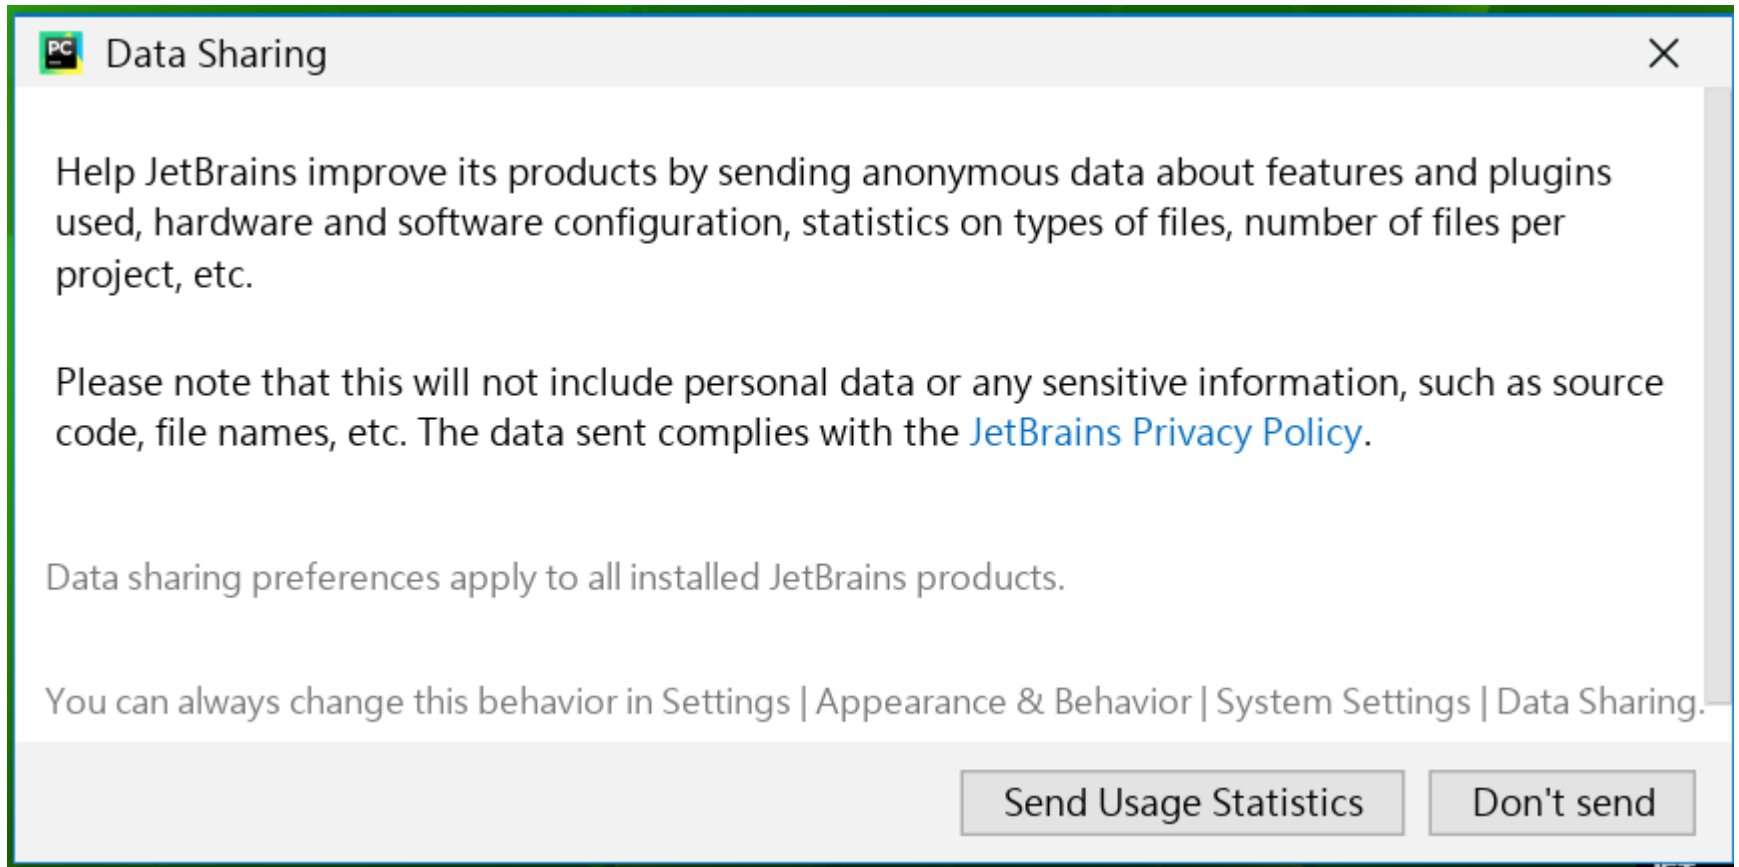 PC
Data Sharing
Help JetBrains improve its products by sending anonymous data about features and plugins
used, hardware and software configuration, statistics on types of files, number of files per
project, etc.
Please note that this will not include personal data or any sensitive information, such as source
code, file names, etc. The data sent complies with the JetBrains Privacy Policy.
Data sharing preferences apply to all installed JetBrains products.
You can always change this behavior in Settings | Appearance & Behavior | System Settings | Data Sharing.
Send Usage Statistics
Don't send